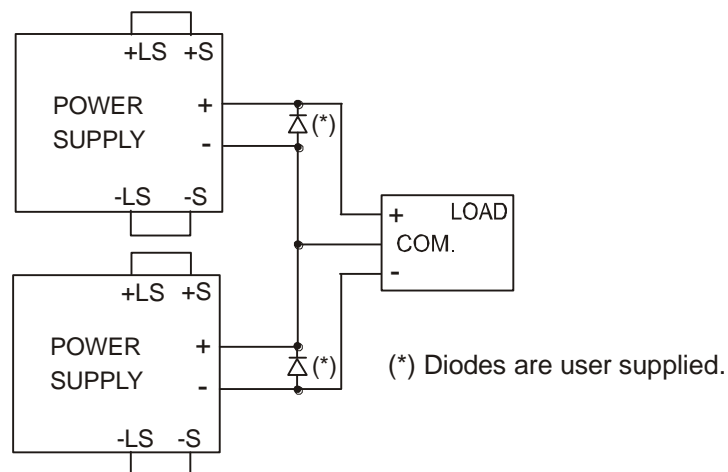 +LS +S
POWER
SUPPLY
+
-
(*)
-LS -S
+ LOAD
COM.
-
+LS +S
POWER
SUPPLY
+
-
(*)
(*) Diodes are user supplied.
-LS -S